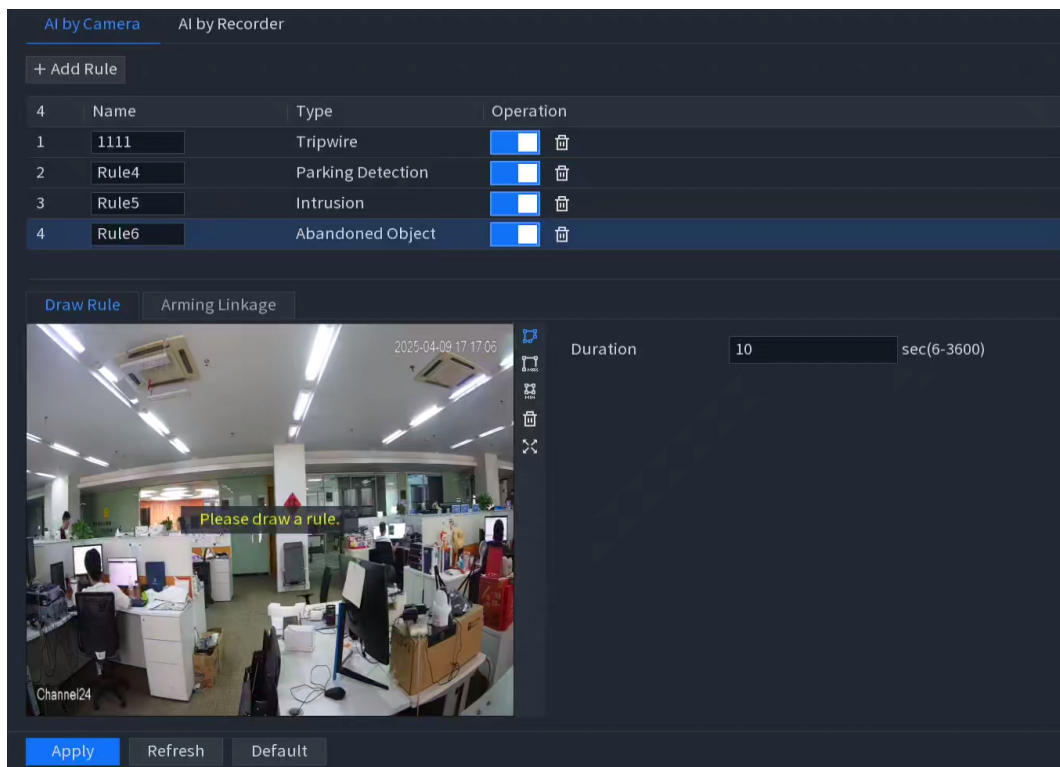 AI by Camera AI by Recorder
+ Add Rule
4 Name Type Operation
1 1111 Tripwire
2 Rule4 Parking Detection
3 Rule5 Intrusion
4 Rule6 Abandoned Object
Draw Rule Arming Linkage
2025-04-09 17 17:06
MAX
MIN
Duration 10 sec(6-3600)
Please draw a rule.
Channel24
Apply Refresh Default